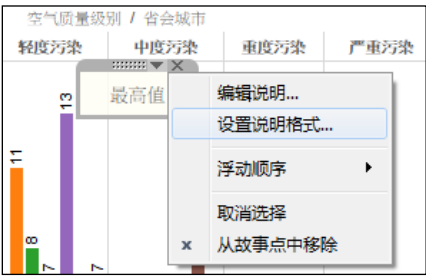 空气质量级别 / 省会城市
轻度污染 中度污染 重度污染 严重污染
最高值
编辑说明...
设置说明格式...
浮动顺序
取消选择
× 从故事点中移除
13
11
8
7
7